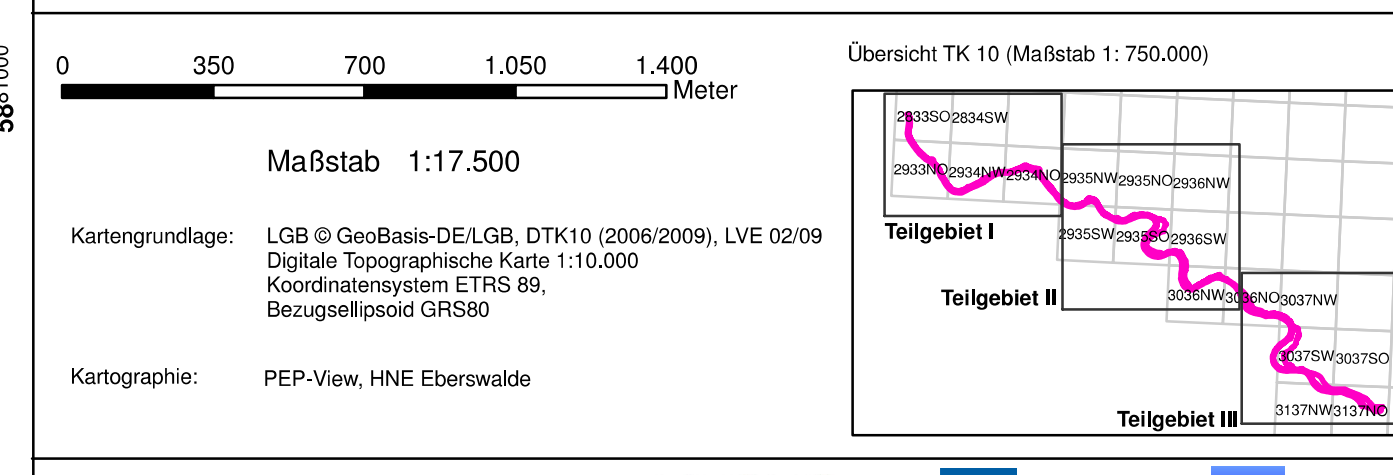 5881000
0 350 700 1.050 1.400
Meter
Maßstab 1:17.500
Kartengrundlage: LGB © GeoBasis-DE/LGB, DTK10 (2006/2009), LVE 02/09
Digitale Topographische Karte 1:10.000
Koordinatensystem ETRS 89,
Bezugsellipsoid GRS80
Kartographie: PEP-View, HNE Eberswalde
Übersicht TK 10 (Maßstab 1: 750.000)
2833SO 2834SW
2933NO 2934NW 2934NO 2935NW 2935NO 2936NW
Teilgebiet I
2935SW 2935SO 2936SW
Teilgebiet II
3036NW 3036NO 3037NW
3037SW 3037SO
3137NW 3137NO
Teilgebiet III